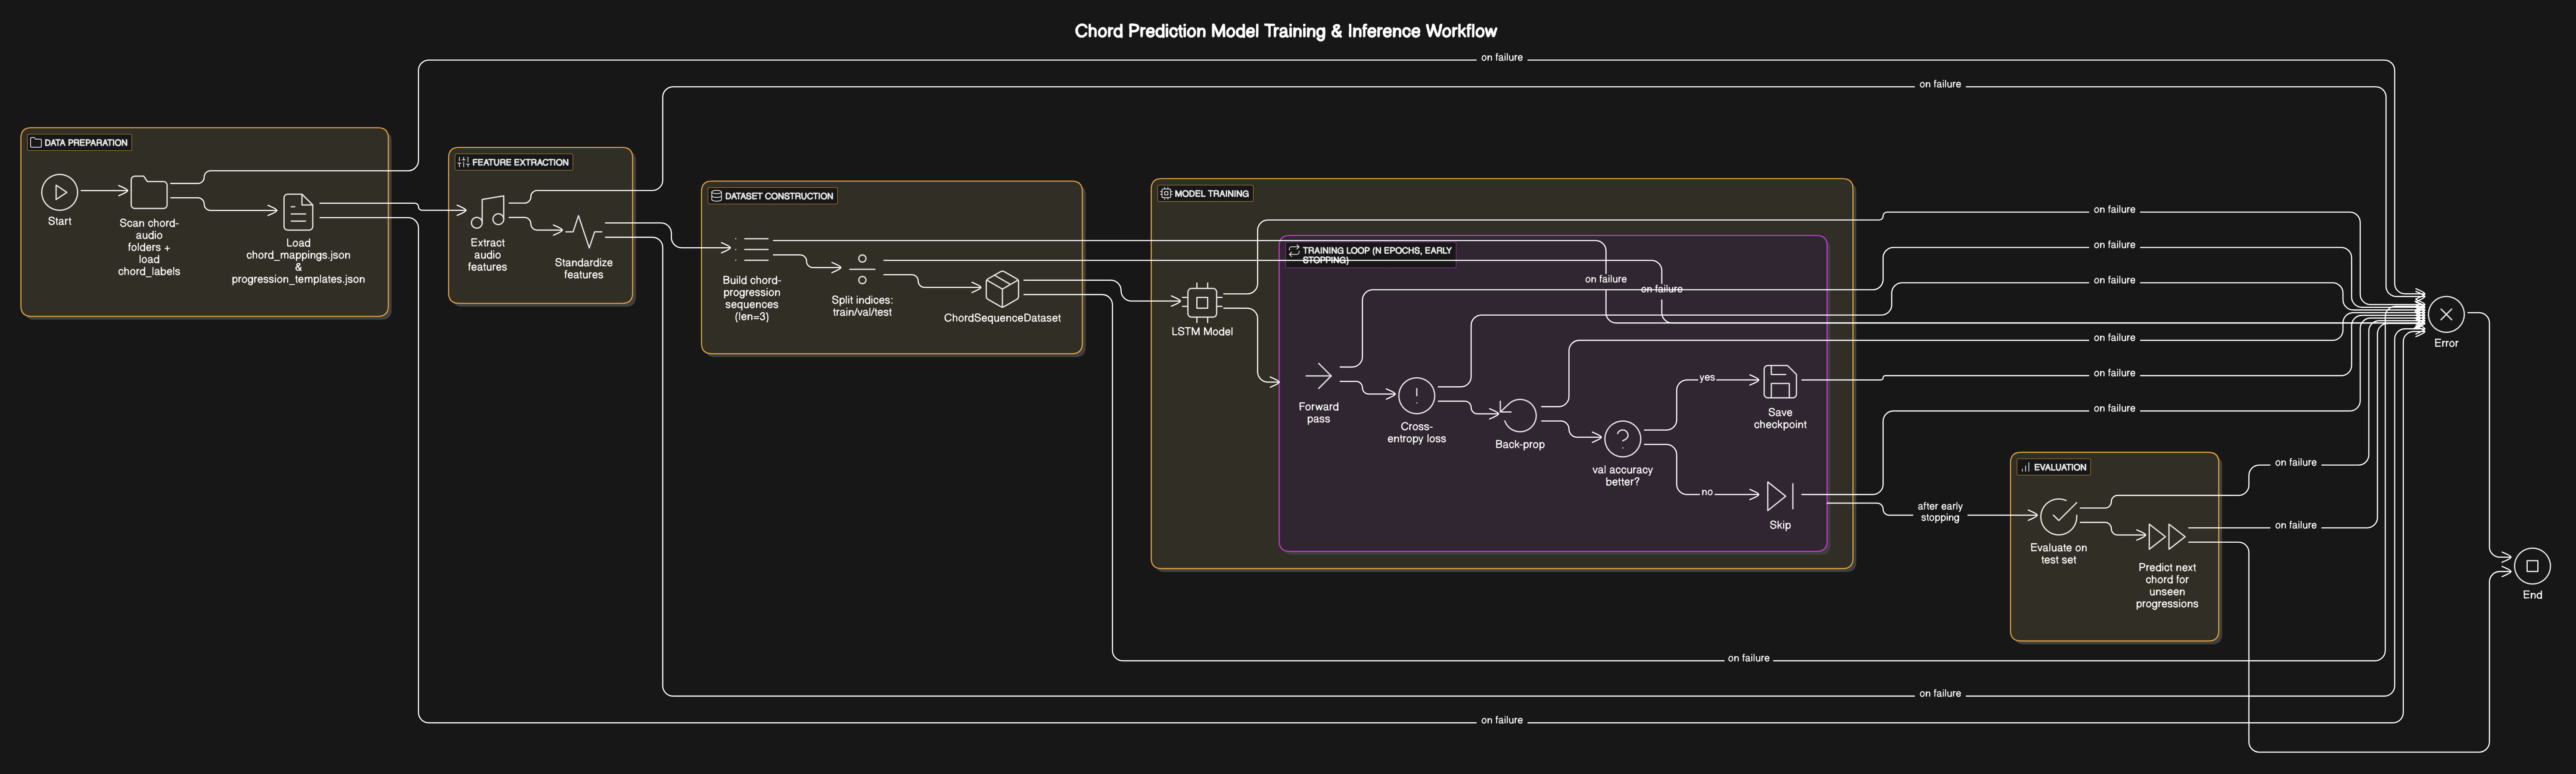 Chord Prediction Model Training & Inference Workflow
on failure
on failure
DATA PREPARATION
Start
Scan chord-
audio
folders +
load
chord_labels
Load
chord_mappings.json
&
progression_templates.json
FEATURE EXTRACTION
Extract
audio
features
Standardize
features
DATASET CONSTRUCTION
Build chord-
progression
sequences
(len=3)
Split indices:
train/val/test
ChordSequenceDataset
MODEL TRAINING
LSTM Model
TRAINING LOOP (N EPOCHS, EARLY
STOPPING)
on failure
on failure
Forward
pass
Cross-
entropy loss
Back-prop
val accuracy
better?
yes
no
Save
checkpoint
Skip
on failure
on failure
on failure
on failure
on failure
on failure
after early
stopping
EVALUATION
Evaluate on
test set
Predict next
chord for
unseen
progressions
on failure
on failure
Error
End
on failure
on failure
on failure